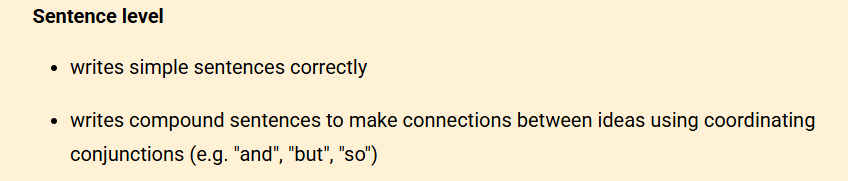 Sentence level
• writes simple sentences correctly
• writes compound sentences to make connections between ideas using coordinating
conjunctions (e.g. "and", "but", "so")